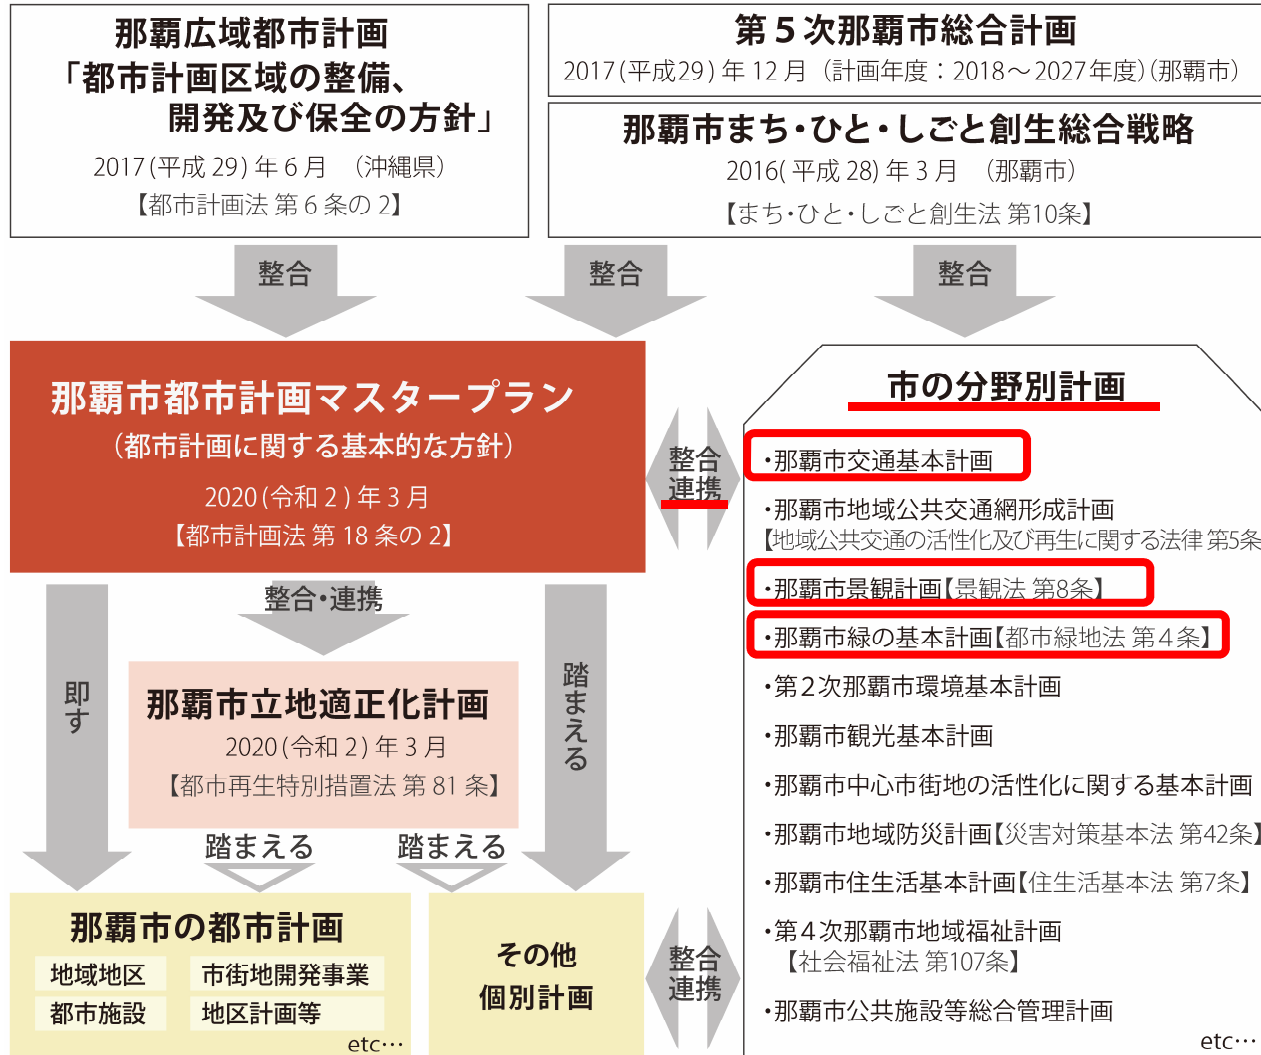 那覇広域都市計画
「都市計画区域の整備、
開発及び保全の方針」
2017(平成 29) 年 6 月 （沖縄県）
【都市計画法 第 6 条の 2】
第５次那覇市総合計画
2017(平成29) 年 12 月（計画年度：2018～2027年度）（那覇市）
那覇市まち・ひと・しごと創生総合戦略
2016( 平成 28) 年 3 月 （那覇市）
【まち・ひと・しごと創生法 第10条】
整合
整合
整合
那覇市都市計画マスタープラン
（都市計画に関する基本的な方針）
2020 (令和 2 ) 年 3 月
【都市計画法 第 18 条の 2】
整合
連携
市の分野別計画
・那覇市交通基本計画
・那覇市地域公共交通網形成計画
【地域公共交通の活性化及び再生に関する法律 第5条
・那覇市景観計画【景観法 第8条】
・那覇市緑の基本計画【都市緑地法 第４条】
・第２次那覇市環境基本計画
・那覇市観光基本計画
・那覇市中心市街地の活性化に関する基本計画
・那覇市地域防災計画【災害対策基本法 第42条】
・那覇市住生活基本計画【住生活基本法 第7条】
・第４次那覇市地域福祉計画
【社会福祉法 第107条】
・那覇市公共施設等総合管理計画
etc…
即す
整合・連携
踏まえる
那覇市立地適正化計画
2020 (令和 2 ) 年 3 月
【都市再生特別措置法 第 81 条】
踏まえる
踏まえる
那覇市の都市計画
地域地区
市街地開発事業
都市施設
地区計画等
etc…
その他
個別計画
整合
連携